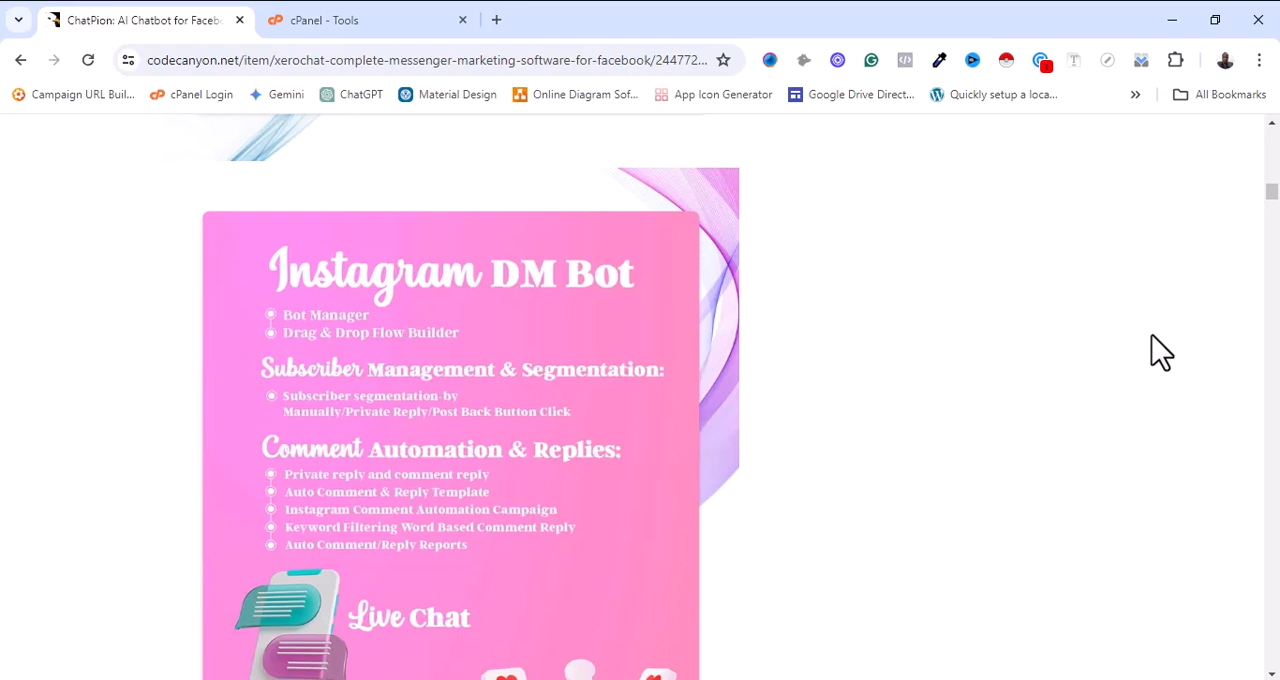 ChatPion: AI Chatbot for Facebo
cPanel - Tools
codecanyon.net/item/xerochat-complete-messenger-marketing-software-for-facebook/244772...
1
Campaign URL Buil...
cPanel Login
Gemini
ChatGPT
Material Design
Online Diagram Sof...
App Icon Generator
Google Drive Direct...
Quickly setup a loca...
All Bookmarks
Instagram DM Bot
Bot Manager
Drag & Drop Flow Builder
Subscriber Management & Segmentation:
Subscriber segmentation by
Manually/Private Reply/Post Back Button Click
Comment Automation & Replies:
Private reply and comment reply
Auto Comment & Reply Template
Instagram Comment Automation Campaign
Keyword Filtering Word Based Comment Reply
Auto Comment/Reply Reports
Live Chat